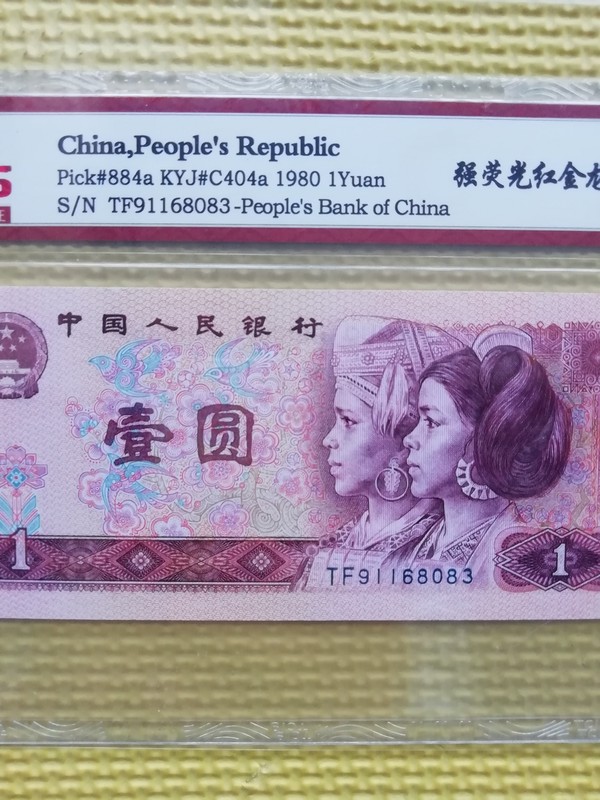 China,People's Republic
Pick#884a KYJ#C404a 1980 1Yuan
S/N TF91168083-People's Bank of China
强荧光红金龙
S
中国人民银行
壹圆
1
TF91168083
1